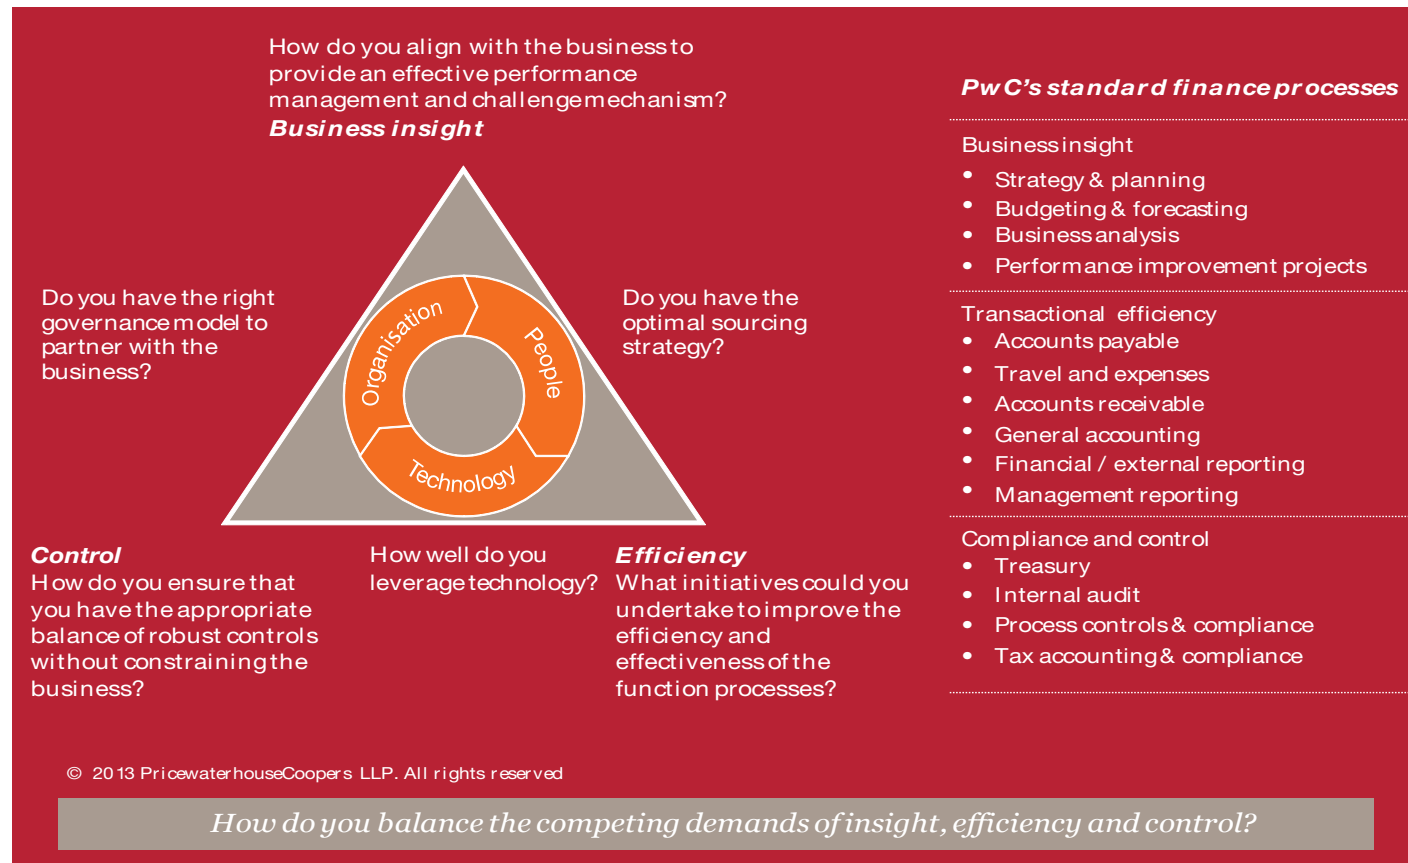 How do you align with the business to
provide an effective performance
management and challenge mechanism?
Business insight
Do you have the right
governance model to
partner with the
business?
Organisation
People
Technology
Do you have the
optimal sourcing
strategy?
Control
How do you ensure that
you have the appropriate
balance of robust controls
without constraining the
business?
How well do you
leverage technology?
Efficiency
What initiatives could you
undertake to improve the
efficiency and
effectiveness of the
function processes?
PwC's standard finance processes
Business insight
• Strategy & planning
• Budgeting & forecasting
• Business analysis
• Performance improvement projects
Transactional efficiency
• Accounts payable
• Travel and expenses
• Accounts receivable
• General accounting
• Financial / external reporting
• Management reporting
Compliance and control
• Treasury
• Internal audit
• Process controls & compliance
• Tax accounting & compliance
© 2013 PricewaterhouseCoopers LLP. All rights reserved
How do you balance the competing demands of insight, efficiency and control?